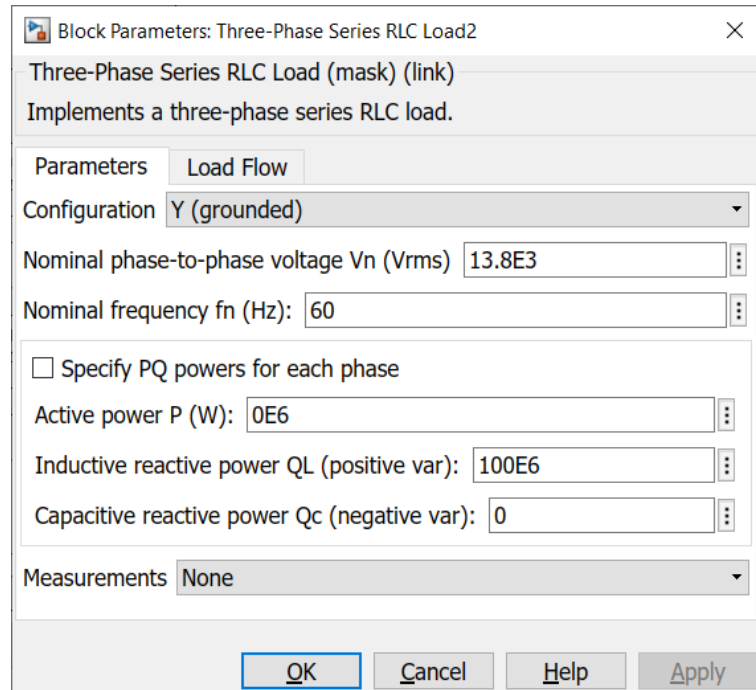 Block Parameters: Three-Phase Series RLC Load2
Three-Phase Series RLC Load (mask) (link)
Implements a three-phase series RLC load.
Parameters Load Flow
Configuration Y (grounded)
Nominal phase-to-phase voltage Vn (Vrms) 13.8E3
Nominal frequency fn (Hz): 60
Specify PQ powers for each phase
Active power P (W): 0E6
Inductive reactive power QL (positive var): 100E6
Capacitive reactive power Qc (negative var): 0
Measurements None
OK Cancel Help Apply